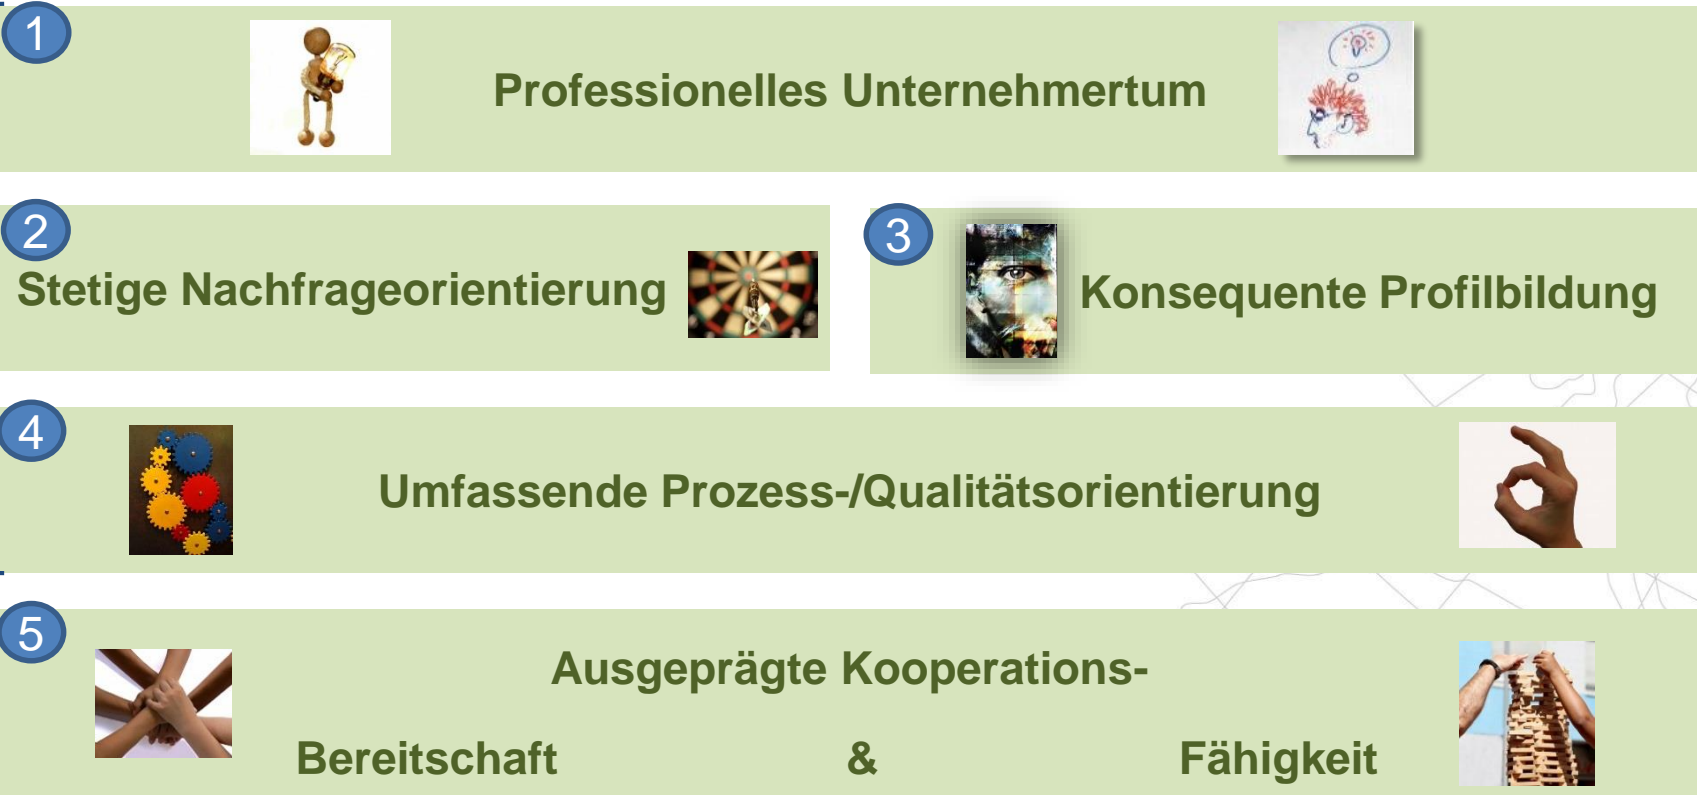 1
Professionelles Unternehmertum
2
Stetige Nachfrageorientierung
3
Konsequente Profilbildung
4
Umfassende Prozess-/Qualitätsorientierung
5
Ausgeprägte Kooperations-
Bereitschaft & Fähigkeit